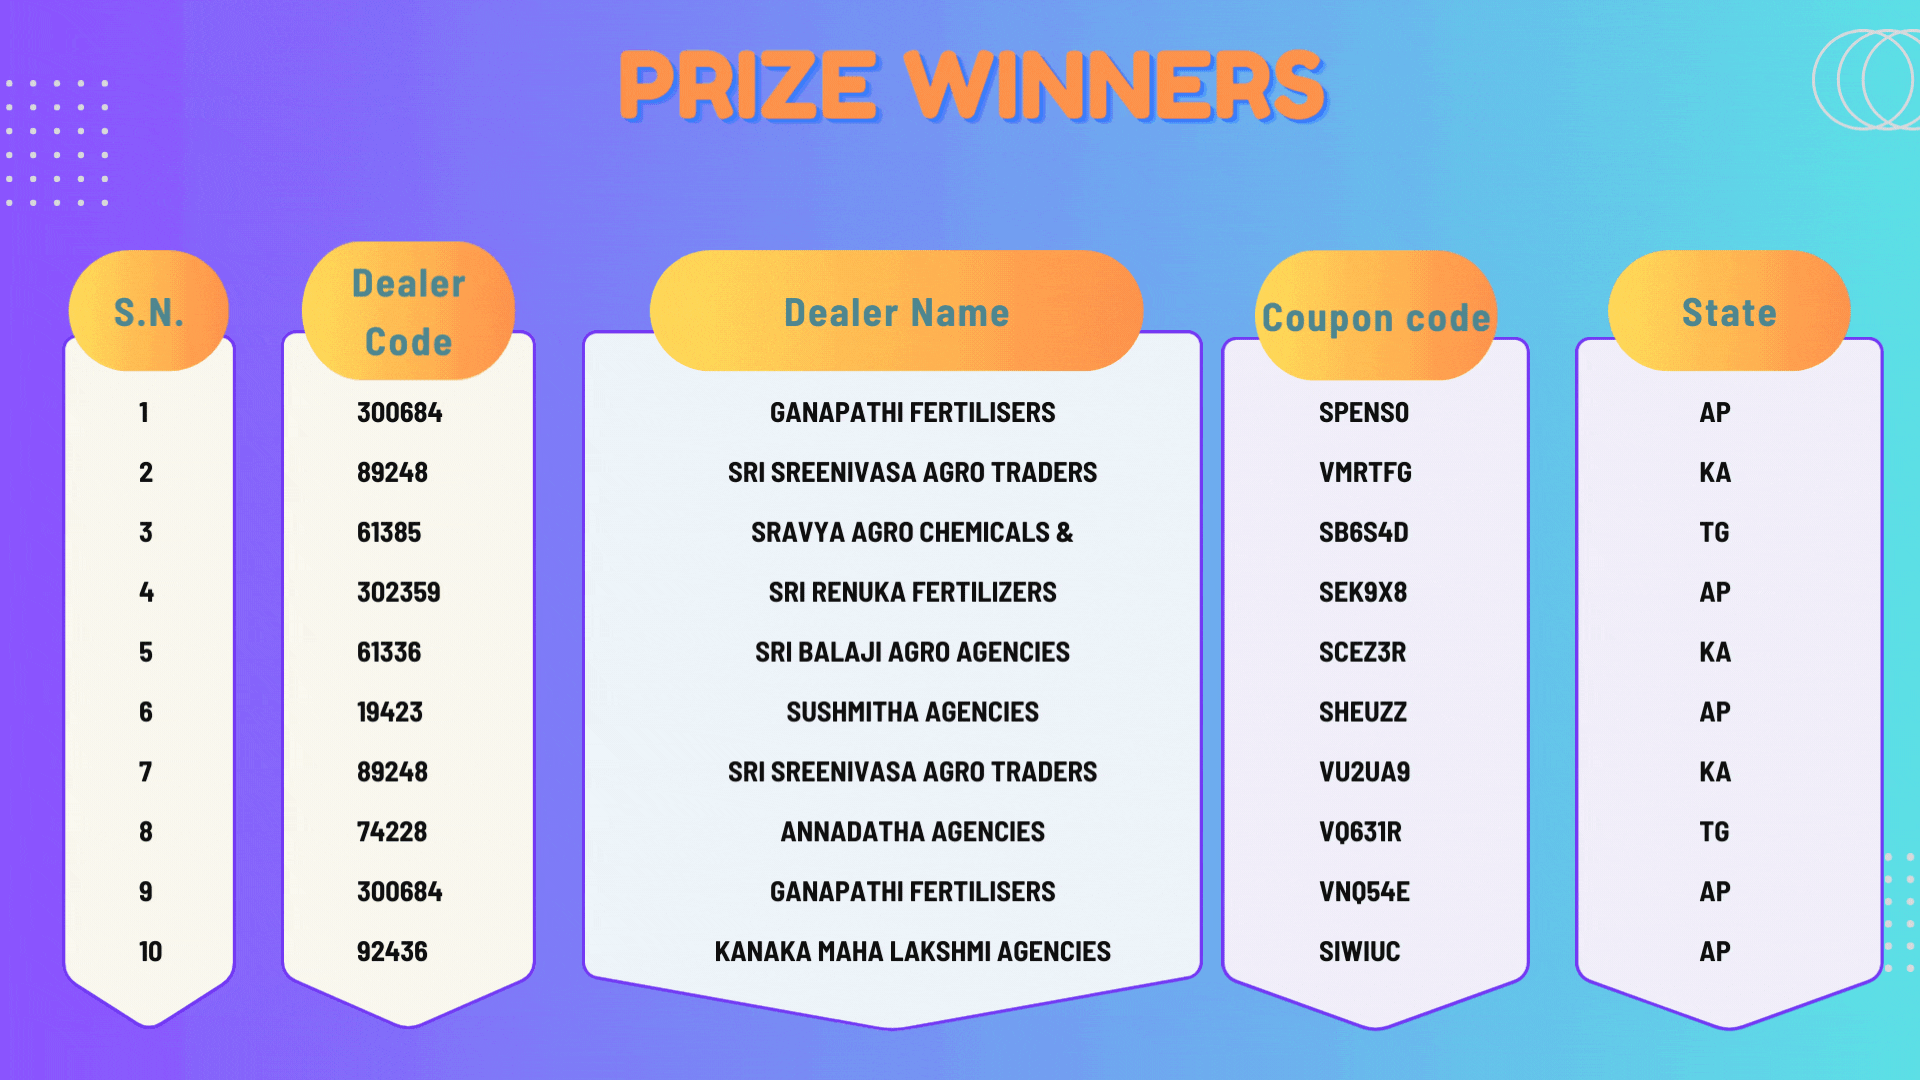 PRIZE WINNERS
S.N. Dealer Code Dealer Name Coupon code State
1 300684 GANAPATHI FERTILISERS SPENSO AP
2 89248 SRI SREENIVASA AGRO TRADERS VMRTFG KA
3 61385 SRAVYA AGRO CHEMICALS & SB6S4D TG
4 302359 SRI RENUKA FERTILIZERS SEK9X8 AP
5 61336 SRI BALAJI AGRO AGENCIES SCEZ3R KA
6 19423 SUSHMITHA AGENCIES SHEUZZ AP
7 89248 SRI SREENIVASA AGRO TRADERS VU2UA9 KA
8 74228 ANNADATHA AGENCIES VQ631R TG
9 300684 GANAPATHI FERTILISERS VNQ54E AP
10 92436 KANAKA MAHA LAKSHMI AGENCIES SIWIUC AP